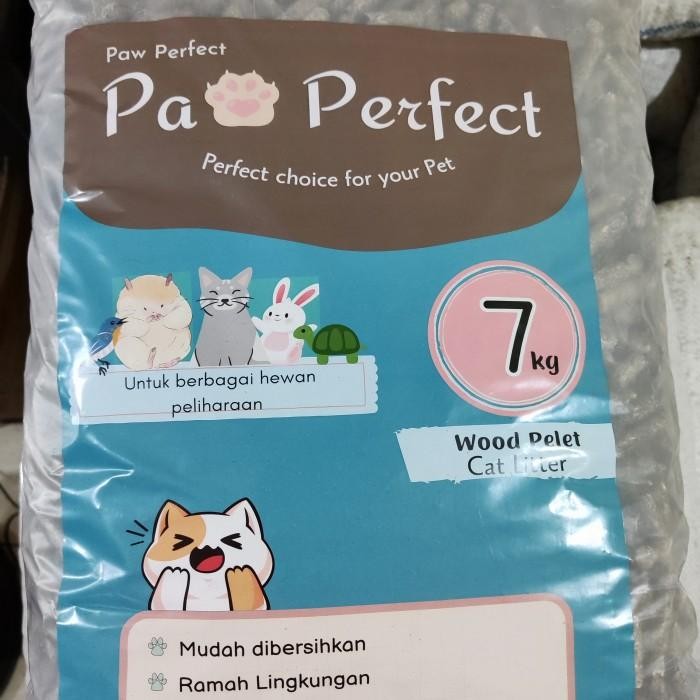 Paw Perfect
Pa Perfect
Perfect choice for your Pet
Untuk berbagai hewan
peliharaan
7 kg
Wood Pelet
Cat Litter
Mudah dibersihkan
Ramah Lingkungan